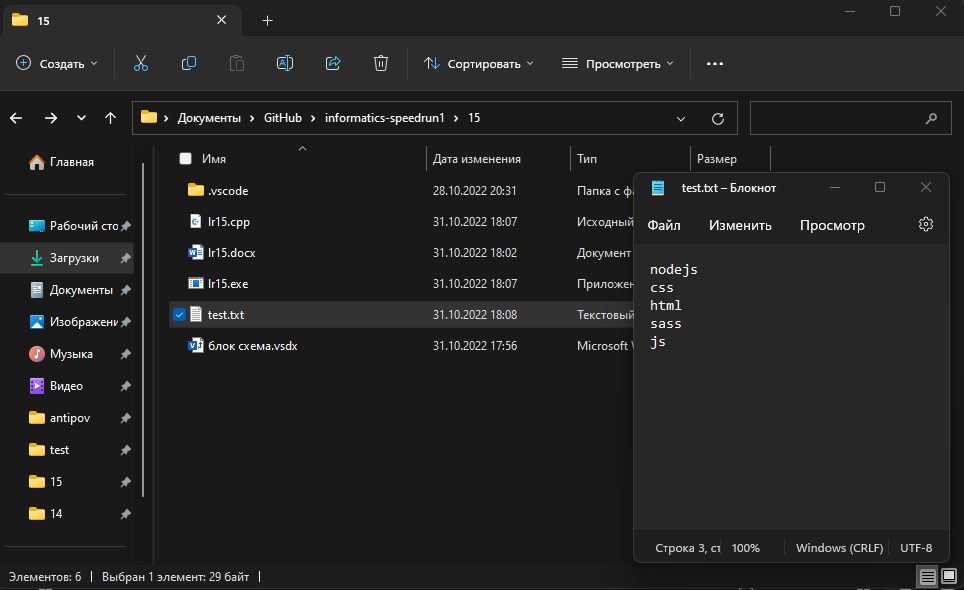 15
Создать
Сортировать
Просмотреть
Документы
GitHub
informatics-speedrun1
15
Имя
Дата изменения
Тип
Размер
Главная
Рабочий сто
Загрузки
Документы
Изображени
Музыка
Видео
antipov
test
15
14
.vscode 28.10.2022 20:31 Папка с фа
lr15.cpp 31.10.2022 18:07 Исходный
lr15.docx 31.10.2022 18:02 Документ
lr15.exe 31.10.2022 18:07 Приложен
test.txt 31.10.2022 18:08 Текстовый
блок схема.vsdx 31.10.2022 17:56 Microsoft
test.txt – Блокнот
Файл Изменить Просмотр
nodejs
css
html
sass
js
Строка 3, ст 100% Windows (CRLF) UTF-8
Элементов: 6 Выбран 1 элемент: 29 байт